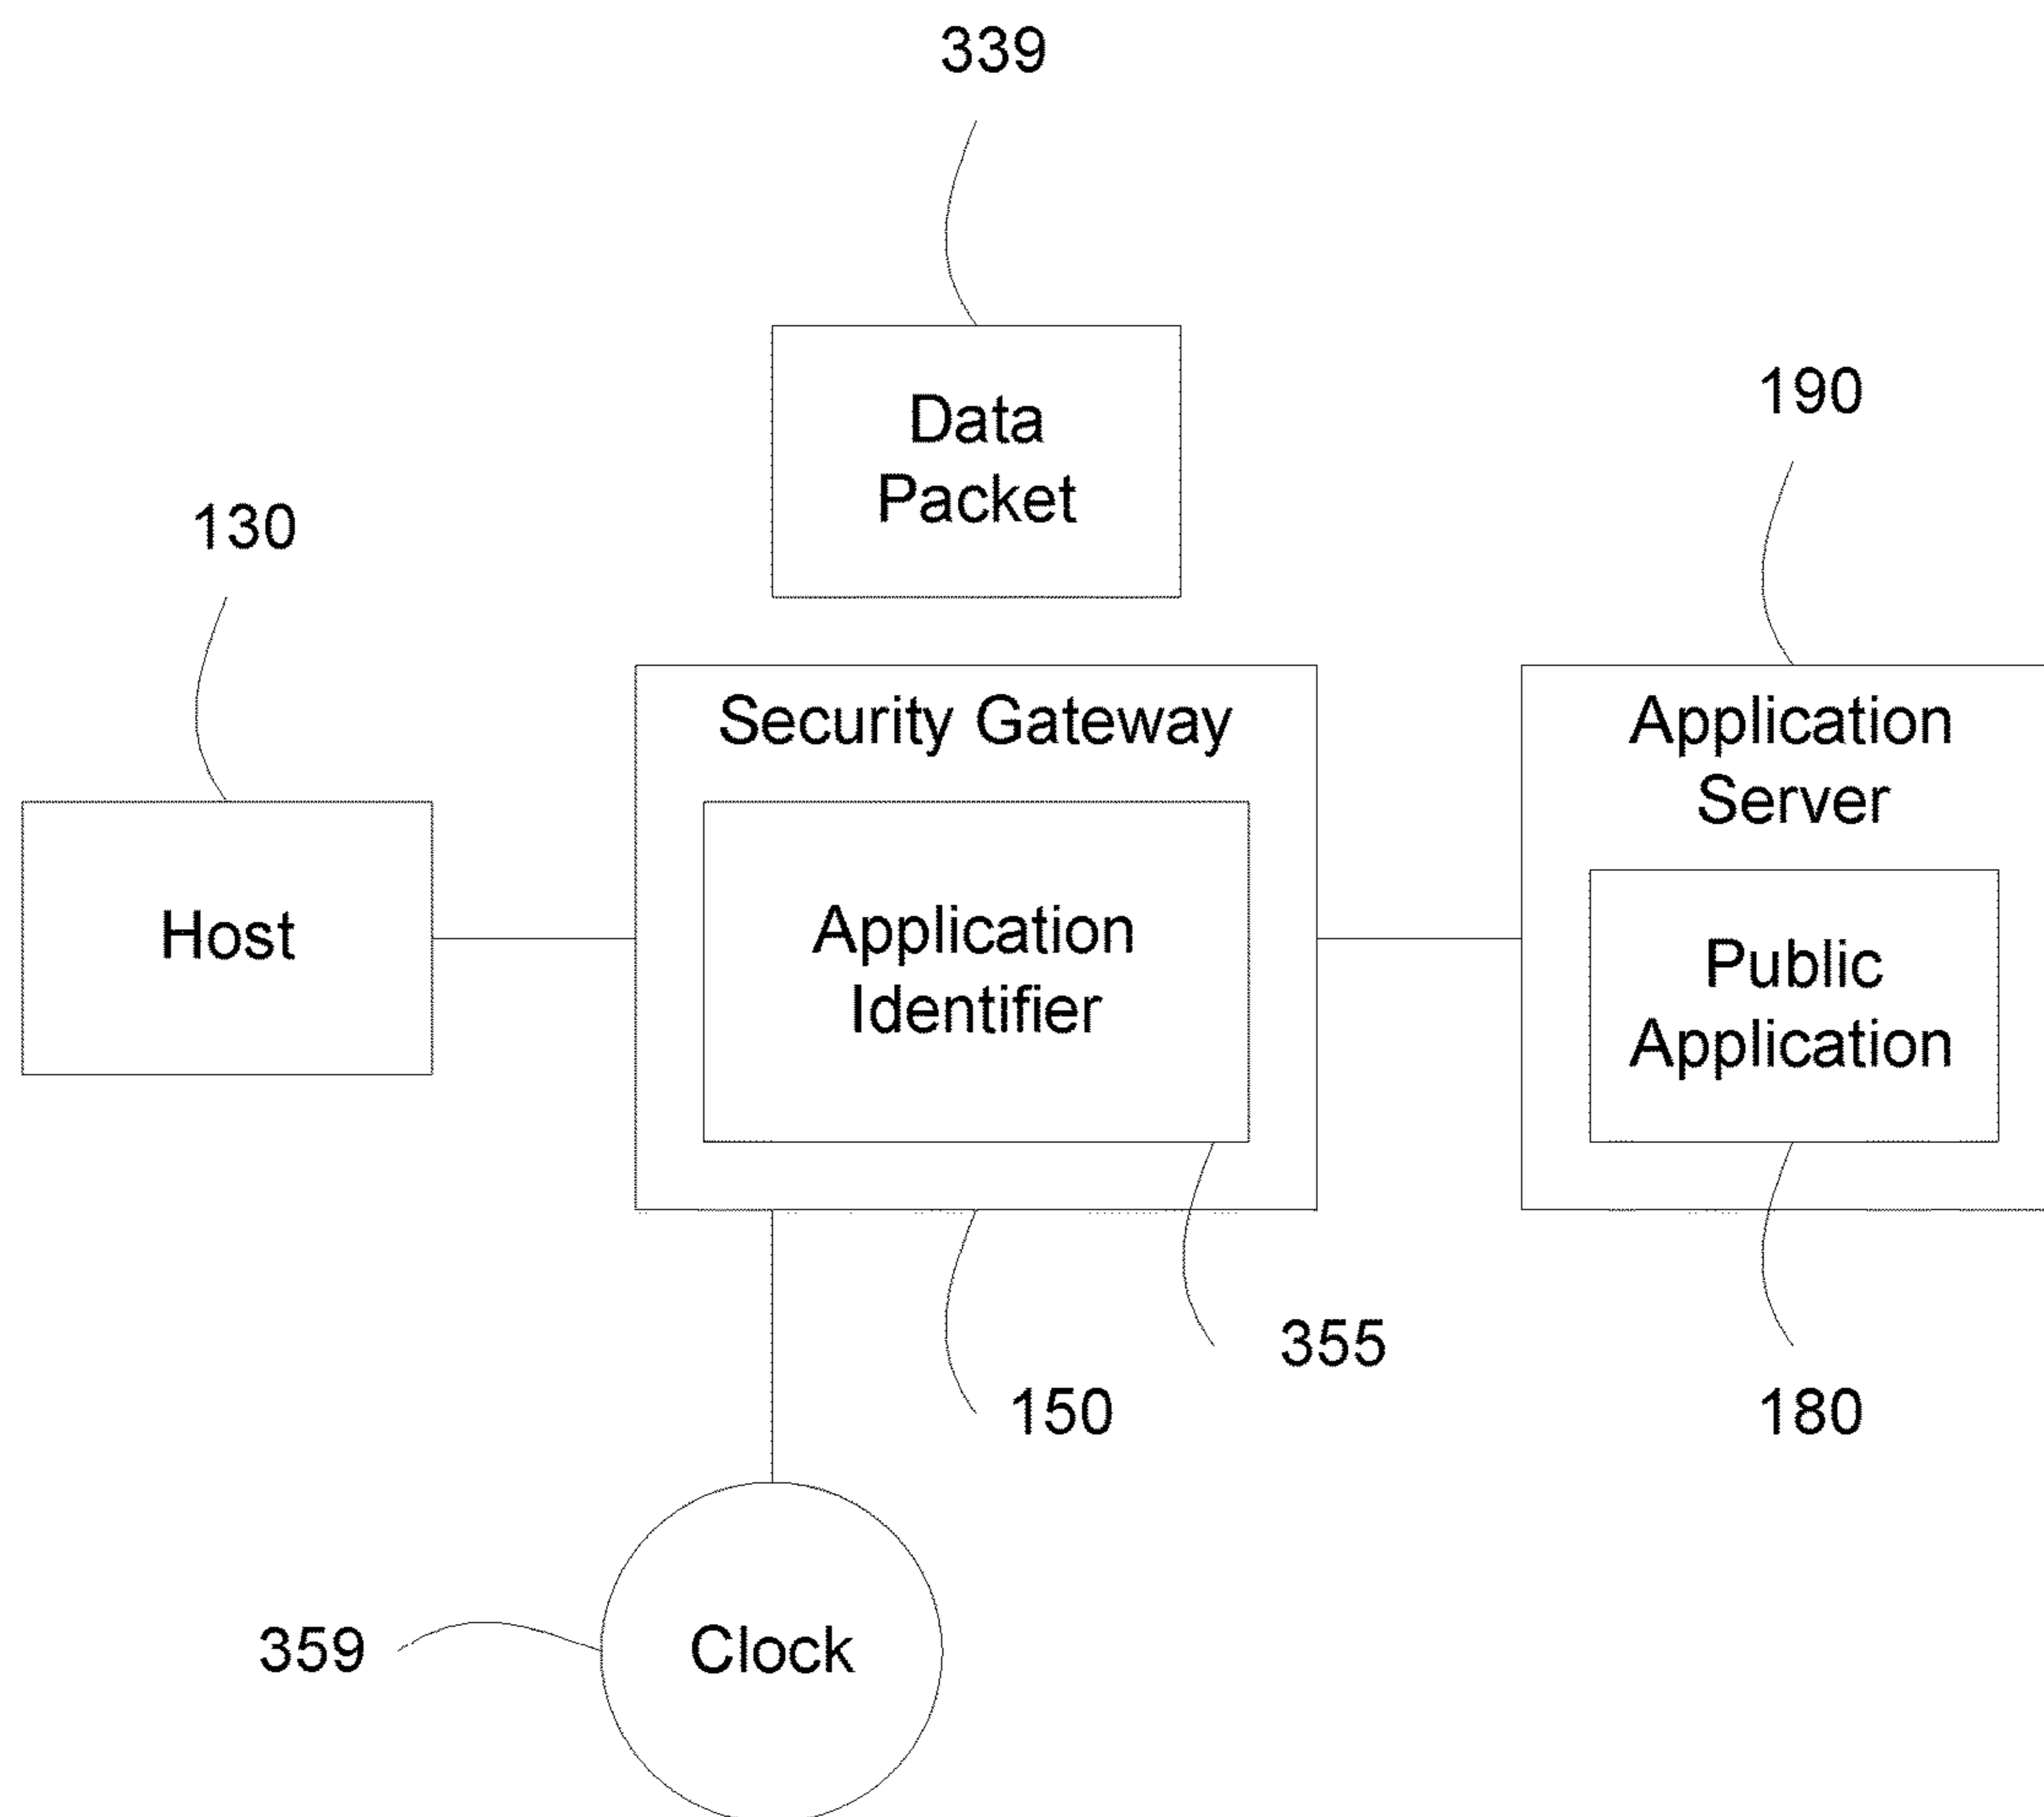 339
Data
Packet
190
130
Security Gateway
Application
Server
Host
Application
Identifier
Public
Application
355
150
180
359
Clock